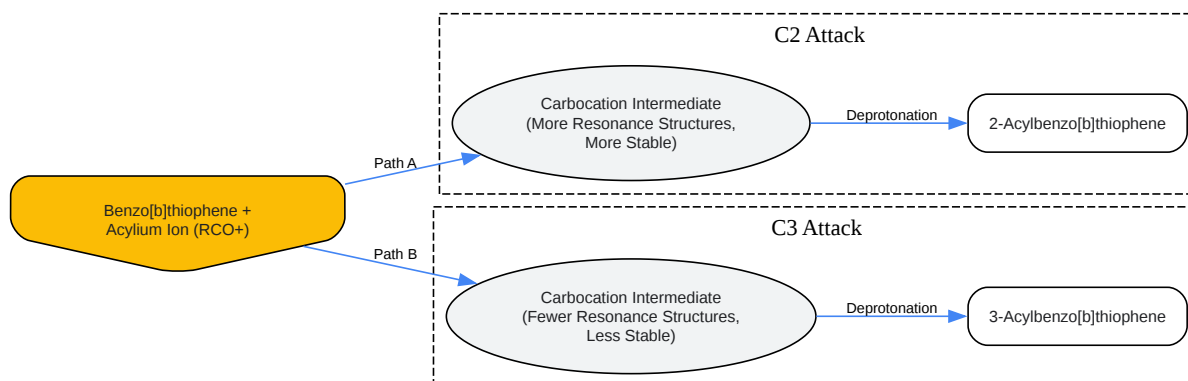 C2 Attack
Carbocation Intermediate
(More Resonance Structures,
More Stable)
Deprotonation
2-Acylbenzo[b]thiophene
Path A
Benzo[b]thiophene +
Acylium Ion (RCO+)
Path B
C3 Attack
Carbocation Intermediate
(Fewer Resonance Structures,
Less Stable)
Deprotonation
3-Acylbenzo[b]thiophene